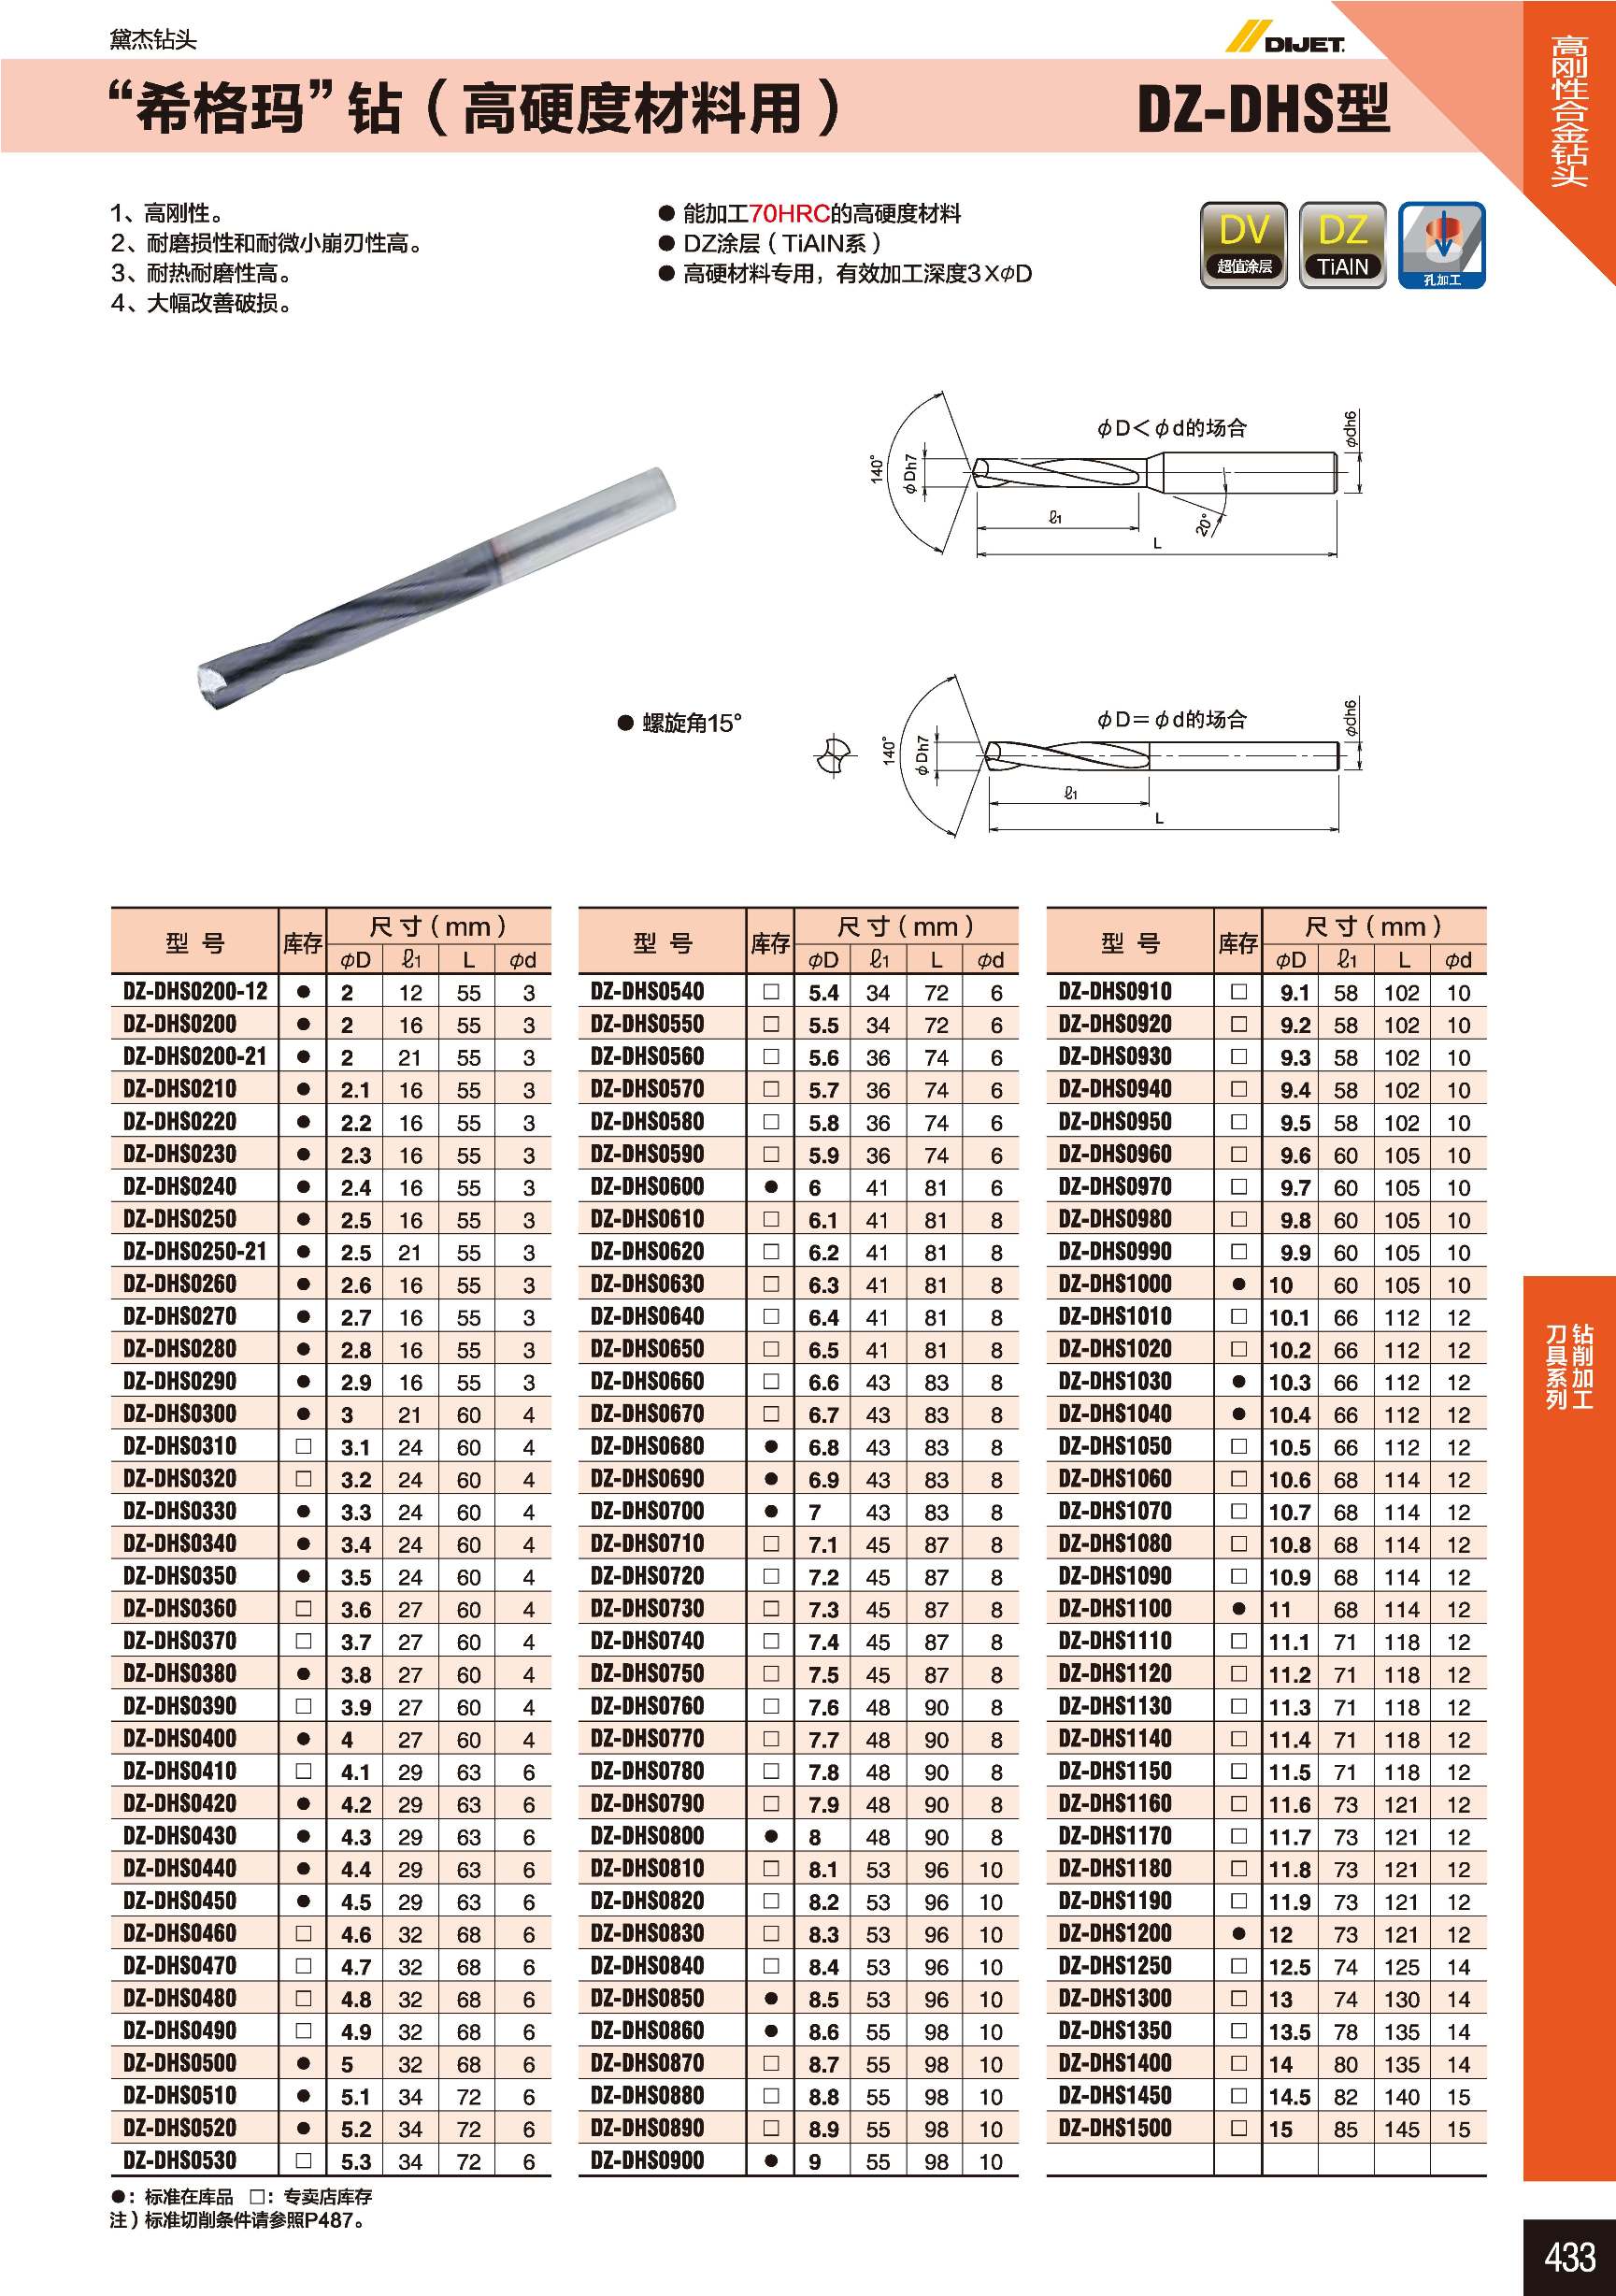 黛杰钻头
DIJET.
“希格玛”钻（高硬度材料用）
DZ-DHS型
高刚性合金钻头
1、高刚性。
2、耐磨损性和耐微小崩刃性高。
3、耐热耐磨性高。
4、大幅改善破损。
● 能加工70HRC的高硬度材料
● DZ涂层（TiAIN系）
● 高硬材料专用，有效加工深度3XφD
DV
超值涂层
DZ
TiAIN
孔加工
φD＜φd的场合
140°
φDh7
φdh6
ℓ1
20°
L
● 螺旋角15°
φD＝φd的场合
140°
φDh7
φdh6
ℓ1
L
型 号 库存 尺 寸（mm）
φD ℓ1 L φd
DZ-DHS0200-12 ● 2 12 55 3
DZ-DHS0200 ● 2 16 55 3
DZ-DHS0200-21 ● 2 21 55 3
DZ-DHS0210 ● 2.1 16 55 3
DZ-DHS0220 ● 2.2 16 55 3
DZ-DHS0230 ● 2.3 16 55 3
DZ-DHS0240 ● 2.4 16 55 3
DZ-DHS0250 ● 2.5 16 55 3
DZ-DHS0250-21 ● 2.5 21 55 3
DZ-DHS0260 ● 2.6 16 55 3
DZ-DHS0270 ● 2.7 16 55 3
DZ-DHS0280 ● 2.8 16 55 3
DZ-DHS0290 ● 2.9 16 55 3
DZ-DHS0300 ● 3 21 60 4
DZ-DHS0310 □ 3.1 24 60 4
DZ-DHS0320 □ 3.2 24 60 4
DZ-DHS0330 ● 3.3 24 60 4
DZ-DHS0340 ● 3.4 24 60 4
DZ-DHS0350 ● 3.5 24 60 4
DZ-DHS0360 □ 3.6 27 60 4
DZ-DHS0370 □ 3.7 27 60 4
DZ-DHS0380 ● 3.8 27 60 4
DZ-DHS0390 □ 3.9 27 60 4
DZ-DHS0400 ● 4 27 60 4
DZ-DHS0410 □ 4.1 29 63 6
DZ-DHS0420 ● 4.2 29 63 6
DZ-DHS0430 ● 4.3 29 63 6
DZ-DHS0440 ● 4.4 29 63 6
DZ-DHS0450 ● 4.5 29 63 6
DZ-DHS0460 □ 4.6 32 68 6
DZ-DHS0470 □ 4.7 32 68 6
DZ-DHS0480 □ 4.8 32 68 6
DZ-DHS0490 □ 4.9 32 68 6
DZ-DHS0500 ● 5 32 68 6
DZ-DHS0510 ● 5.1 34 72 6
DZ-DHS0520 ● 5.2 34 72 6
DZ-DHS0530 □ 5.3 34 72 6
型 号 库存 尺 寸（mm）
φD ℓ1 L φd
DZ-DHS0540 □ 5.4 34 72 6
DZ-DHS0550 □ 5.5 34 72 6
DZ-DHS0560 □ 5.6 36 74 6
DZ-DHS0570 □ 5.7 36 74 6
DZ-DHS0580 □ 5.8 36 74 6
DZ-DHS0590 □ 5.9 36 74 6
DZ-DHS0600 ● 6 41 81 6
DZ-DHS0610 □ 6.1 41 81 8
DZ-DHS0620 □ 6.2 41 81 8
DZ-DHS0630 □ 6.3 41 81 8
DZ-DHS0640 □ 6.4 41 81 8
DZ-DHS0650 □ 6.5 41 81 8
DZ-DHS0660 □ 6.6 43 83 8
DZ-DHS0670 □ 6.7 43 83 8
DZ-DHS0680 ● 6.8 43 83 8
DZ-DHS0690 ● 6.9 43 83 8
DZ-DHS0700 ● 7 43 83 8
DZ-DHS0710 □ 7.1 45 87 8
DZ-DHS0720 □ 7.2 45 87 8
DZ-DHS0730 □ 7.3 45 87 8
DZ-DHS0740 □ 7.4 45 87 8
DZ-DHS0750 □ 7.5 45 87 8
DZ-DHS0760 □ 7.6 48 90 8
DZ-DHS0770 □ 7.7 48 90 8
DZ-DHS0780 □ 7.8 48 90 8
DZ-DHS0790 □ 7.9 48 90 8
DZ-DHS0800 ● 8 48 90 8
DZ-DHS0810 □ 8.1 53 96 10
DZ-DHS0820 □ 8.2 53 96 10
DZ-DHS0830 □ 8.3 53 96 10
DZ-DHS0840 □ 8.4 53 96 10
DZ-DHS0850 ● 8.5 53 96 10
DZ-DHS0860 ● 8.6 55 98 10
DZ-DHS0870 □ 8.7 55 98 10
DZ-DHS0880 □ 8.8 55 98 10
DZ-DHS0890 □ 8.9 55 98 10
DZ-DHS0900 ● 9 55 98 10
型 号 库存 尺 寸（mm）
φD ℓ1 L φd
DZ-DHS0910 □ 9.1 58 102 10
DZ-DHS0920 □ 9.2 58 102 10
DZ-DHS0930 □ 9.3 58 102 10
DZ-DHS0940 □ 9.4 58 102 10
DZ-DHS0950 □ 9.5 58 102 10
DZ-DHS0960 □ 9.6 60 105 10
DZ-DHS0970 □ 9.7 60 105 10
DZ-DHS0980 □ 9.8 60 105 10
DZ-DHS0990 □ 9.9 60 105 10
DZ-DHS1000 ● 10 60 105 10
DZ-DHS1010 □ 10.1 66 112 12
DZ-DHS1020 □ 10.2 66 112 12
DZ-DHS1030 ● 10.3 66 112 12
DZ-DHS1040 ● 10.4 66 112 12
DZ-DHS1050 □ 10.5 66 112 12
DZ-DHS1060 □ 10.6 68 114 12
DZ-DHS1070 □ 10.7 68 114 12
DZ-DHS1080 □ 10.8 68 114 12
DZ-DHS1090 □ 10.9 68 114 12
DZ-DHS1100 ● 11 68 114 12
DZ-DHS1110 □ 11.1 71 118 12
DZ-DHS1120 □ 11.2 71 118 12
DZ-DHS1130 □ 11.3 71 118 12
DZ-DHS1140 □ 11.4 71 118 12
DZ-DHS1150 □ 11.5 71 118 12
DZ-DHS1160 □ 11.6 73 121 12
DZ-DHS1170 □ 11.7 73 121 12
DZ-DHS1180 □ 11.8 73 121 12
DZ-DHS1190 □ 11.9 73 121 12
DZ-DHS1200 ● 12 73 121 12
DZ-DHS1250 □ 12.5 74 125 14
DZ-DHS1300 □ 13 74 130 14
DZ-DHS1350 □ 13.5 78 135 14
DZ-DHS1400 □ 14 80 135 14
DZ-DHS1450 □ 14.5 82 140 15
DZ-DHS1500 □ 15 85 145 15
钻削加工
刀具系列
●：标准在库品 □：专卖店库存
注）标准切削条件请参照P487。
433